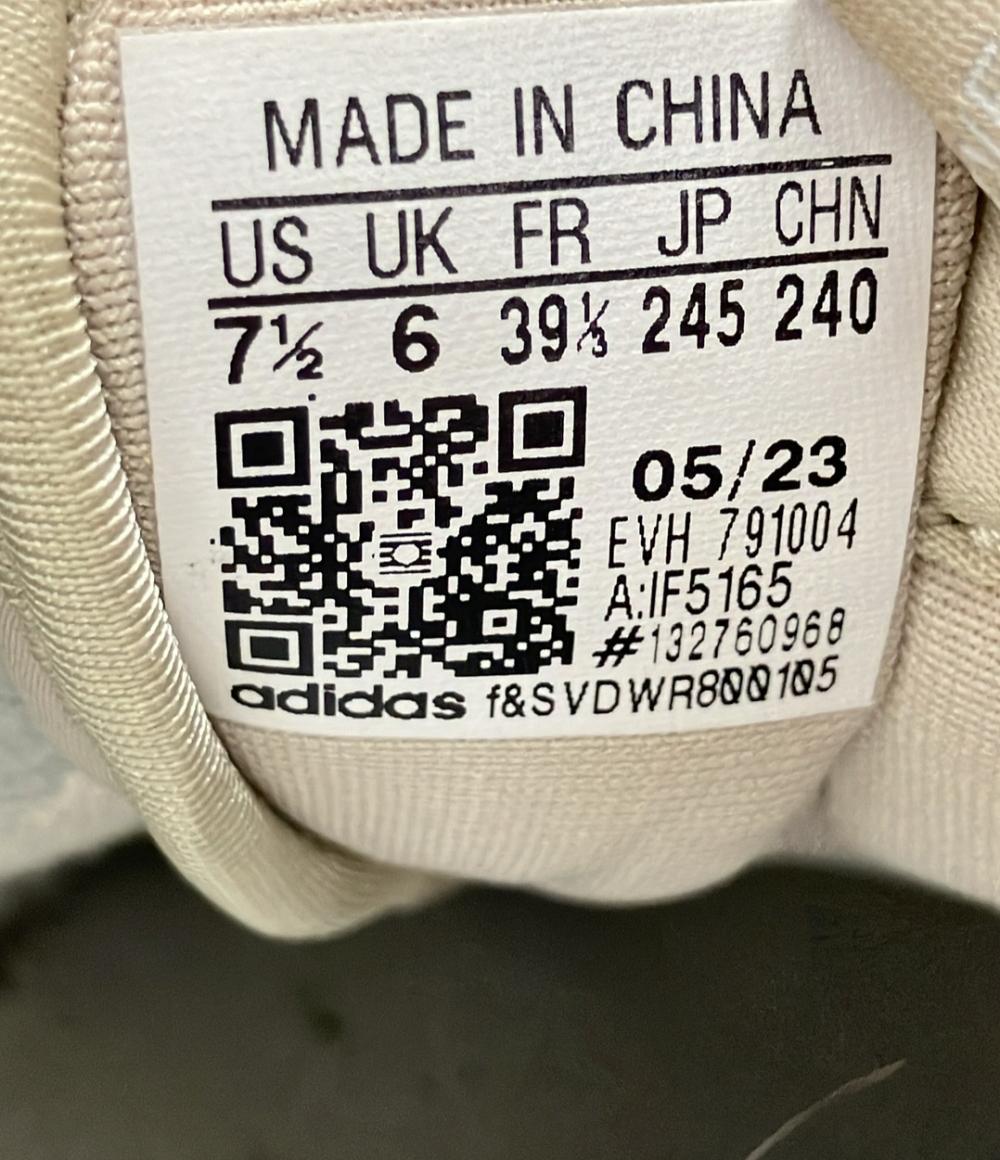 MADE IN CHINA
US UK FR JP CHN
7½ 6 39⅓ 245 240
05/23
EVH 791004
A:IF5165
#132760968
adidas f&SVDWR800105